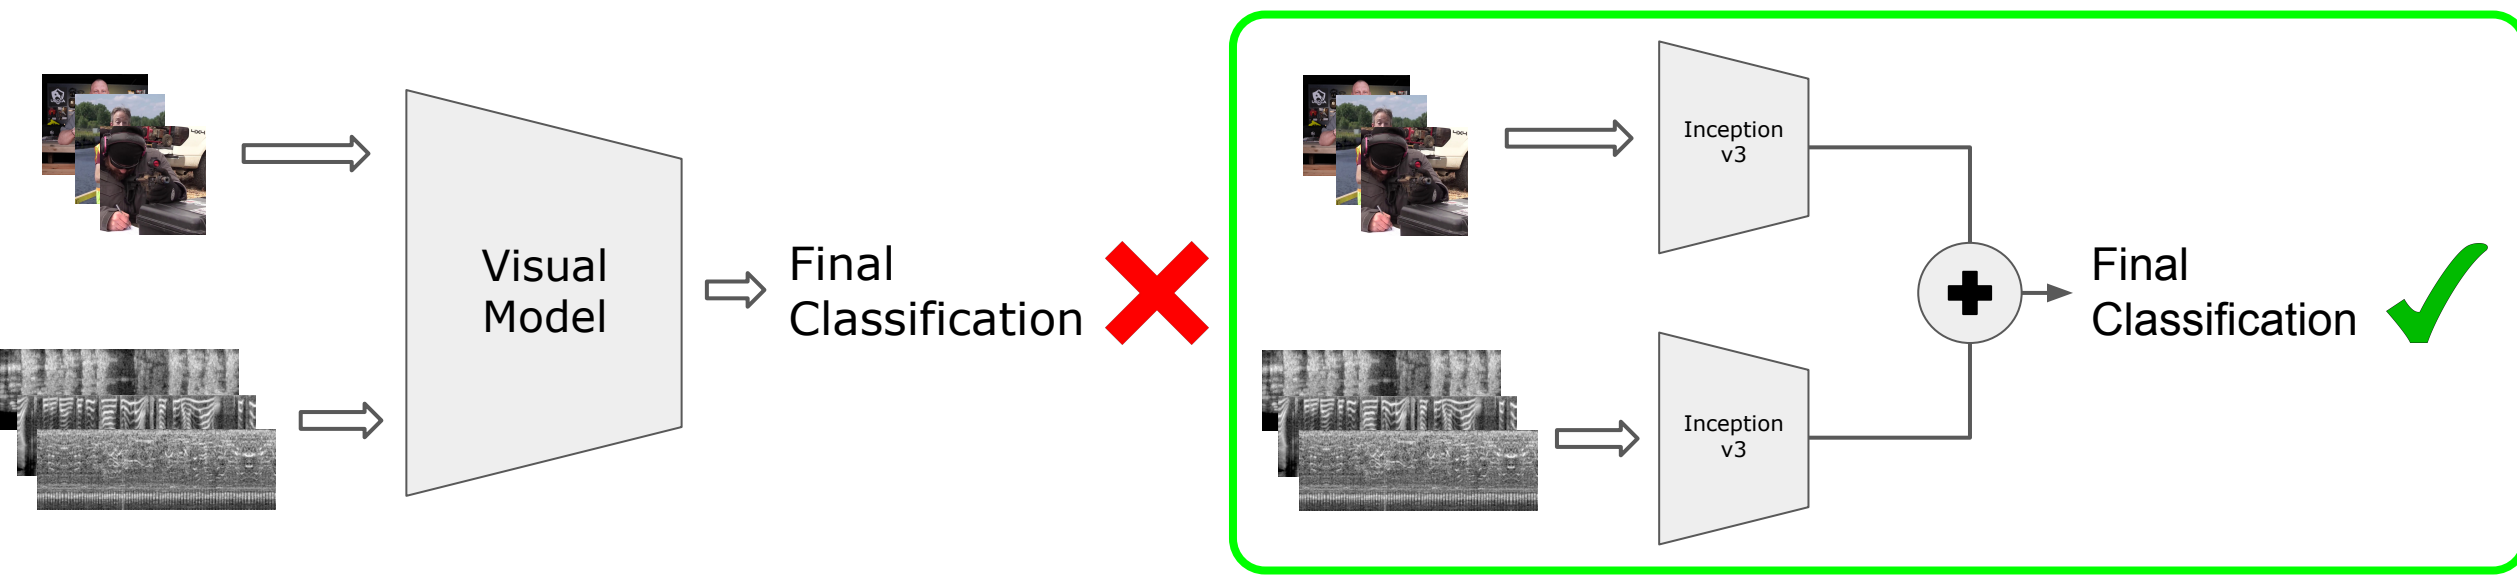 Visual
Model
Final
Classification
Inception
v3
Inception
v3
Final
Classification